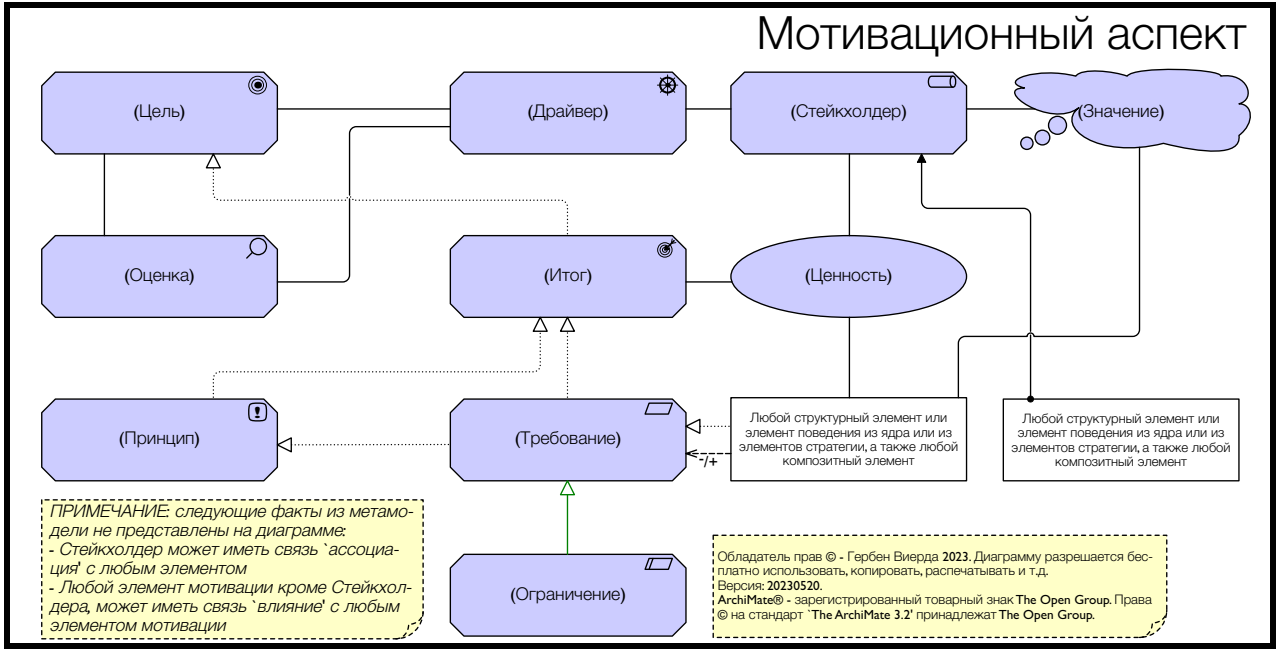 Мотивационный аспект
(Цель)
(Драйвер)
(Стейкхолдер)
(Значение)
(Оценка)
(Итог)
(Ценность)
(Принцип)
(Требование)
-/+
Любой структурный элемент или
элемент поведения из ядра или из
элементов стратегии, а также любой
композитный элемент
Любой структурный элемент или
элемент поведения из ядра или из
элементов стратегии, а также любой
композитный элемент
ПРИМЕЧАНИЕ: следующие факты из метамо-
дели не представлены на диаграмме:
- Стейкхолдер может иметь связь `ассоциа-
ция' с любым элементом
- Любой элемент мотивации кроме Стейкхол-
дера, может иметь связь `влияние' с любым
элементом мотивации
(Ограничение)
Обладатель прав © - Гербен Виерда 2023. Диаграмму разрешается бес-
платно использовать, копировать, распечатывать и т.д.
Версия: 20230520.
ArchiMate® - зарегистрированный товарный знак The Open Group. Права
© на стандарт `The ArchiMate 3.2' принадлежат The Open Group.